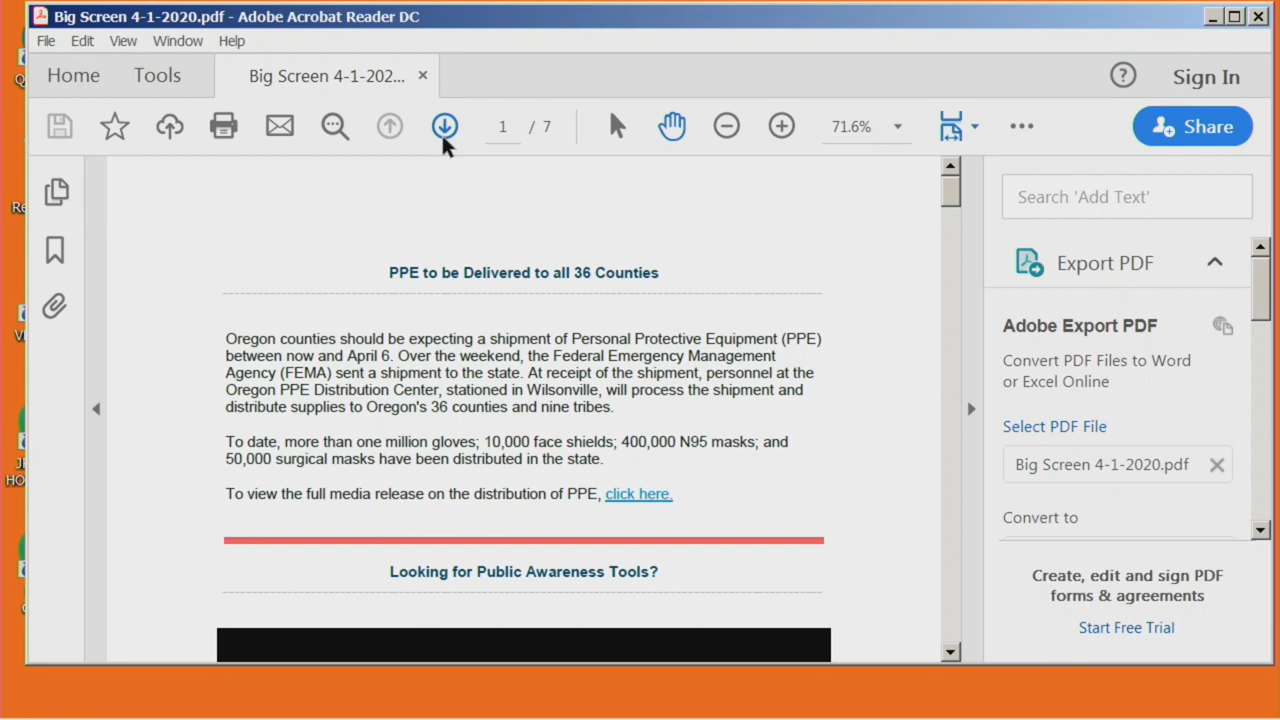 Big Screen 4-1-2020.pdf - Adobe Acrobat Reader DC
File Edit View Window Help
Home Tools Big Screen 4-1-202... × ? Sign In
1 / 7 71.6% Share
Search 'Add Text'
Export PDF
Adobe Export PDF
Convert PDF Files to Word
or Excel Online
Select PDF File
Big Screen 4-1-2020.pdf
Convert to
Create, edit and sign PDF
forms & agreements
Start Free Trial
PPE to be Delivered to all 36 Counties
Oregon counties should be expecting a shipment of Personal Protective Equipment (PPE)
between now and April 6. Over the weekend, the Federal Emergency Management
Agency (FEMA) sent a shipment to the state. At receipt of the shipment, personnel at the
Oregon PPE Distribution Center, stationed in Wilsonville, will process the shipment and
distribute supplies to Oregon's 36 counties and nine tribes.
To date, more than one million gloves; 10,000 face shields; 400,000 N95 masks; and
50,000 surgical masks have been distributed in the state.
To view the full media release on the distribution of PPE, click here.
Looking for Public Awareness Tools?